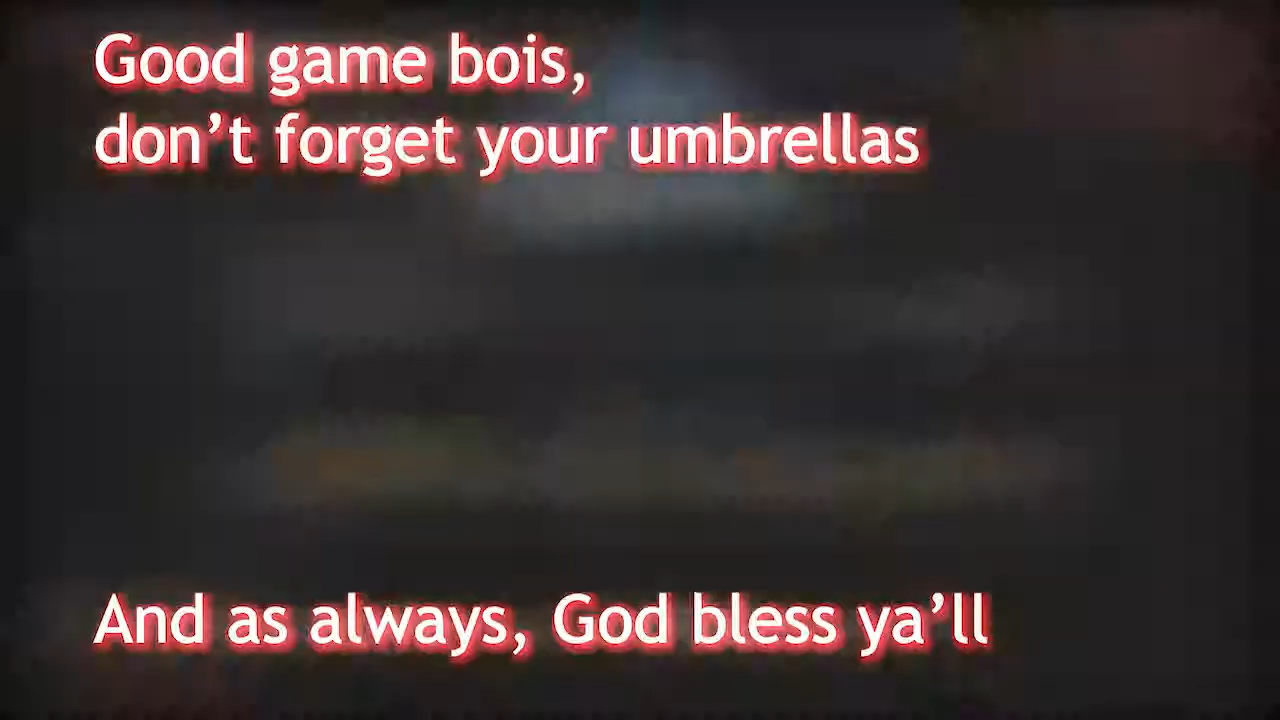 Good game bois,
don’t forget your umbrellas
And as always, God bless ya’ll